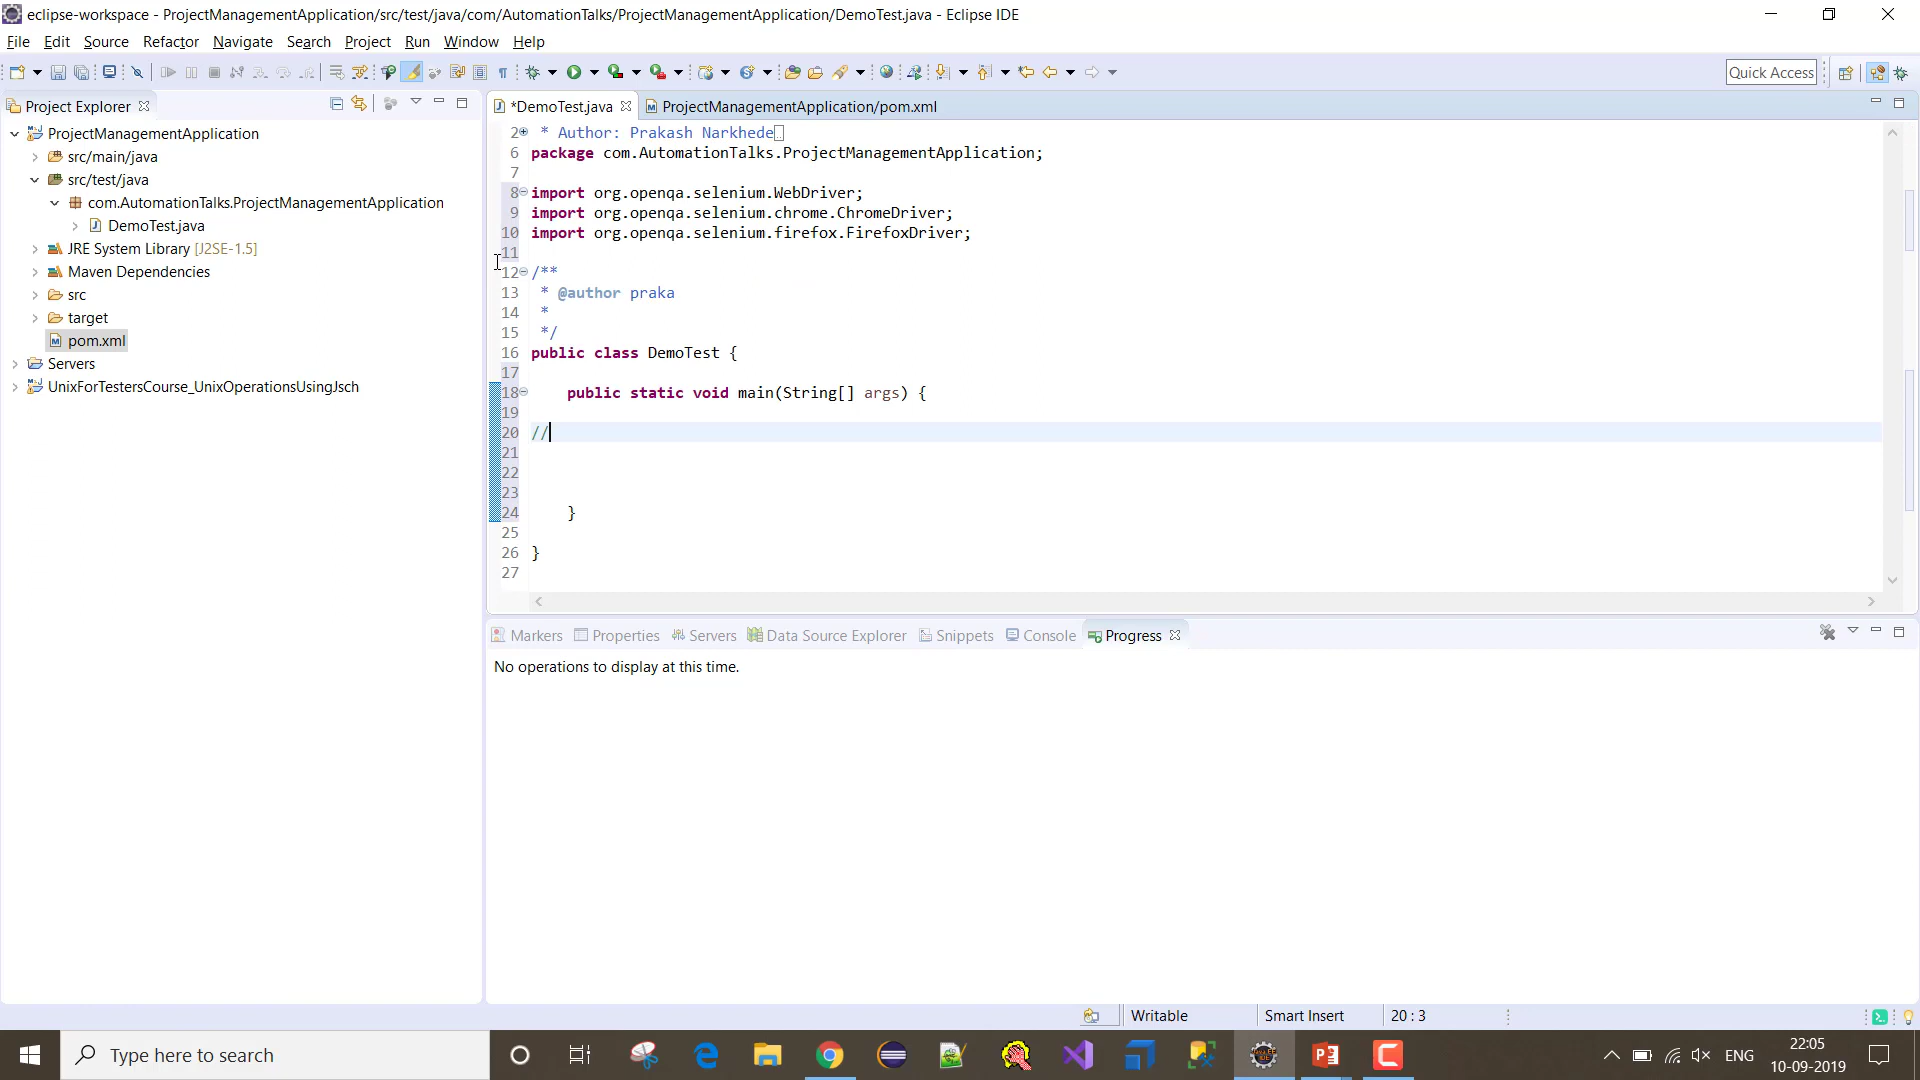 eclipse-workspace - ProjectManagementApplication/src/test/java/com/AutomationTalks/ProjectManagementApplication/DemoTest.java - Eclipse IDE
File Edit Source Refactor Navigate Search Project Run Window Help
Quick Access
Project Explorer
ProjectManagementApplication
src/main/java
src/test/java
com.AutomationTalks.ProjectManagementApplication
DemoTest.java
JRE System Library [J2SE-1.5]
Maven Dependencies
src
target
pom.xml
Servers
UnixForTestersCourse_UnixOperationsUsingJsch
*DemoTest.java ProjectManagementApplication/pom.xml
2 * Author: Prakash Narkhede
6 package com.AutomationTalks.ProjectManagementApplication;
7
8 import org.openqa.selenium.WebDriver;
9 import org.openqa.selenium.chrome.ChromeDriver;
10 import org.openqa.selenium.firefox.FirefoxDriver;
11
12 /**
13 * @author praka
14 *
15 */
16 public class DemoTest {
17
18 public static void main(String[] args) {
19
20 //
21
22
23
24 }
25
26 }
27
Markers Properties Servers Data Source Explorer Snippets Console Progress
No operations to display at this time.
Writable Smart Insert 20 : 3
Type here to search
ENG
22:05
10-09-2019